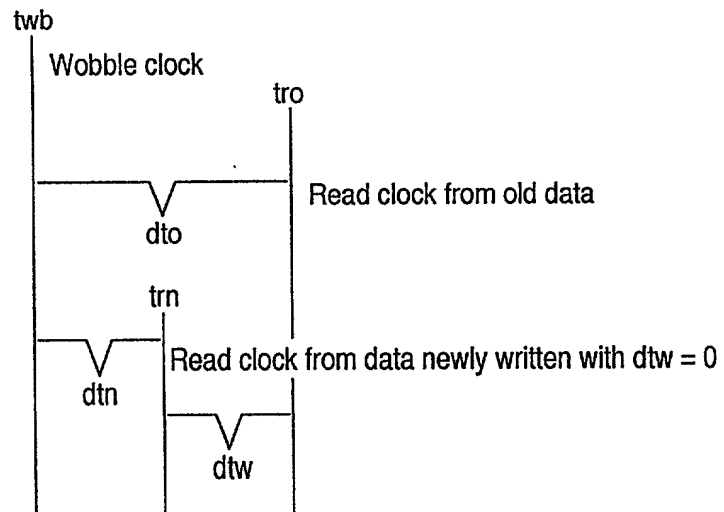 twb
Wobble clock
tro
Read clock from old data
dto
trn
Read clock from data newly written with dtw = 0
dtn
dtw